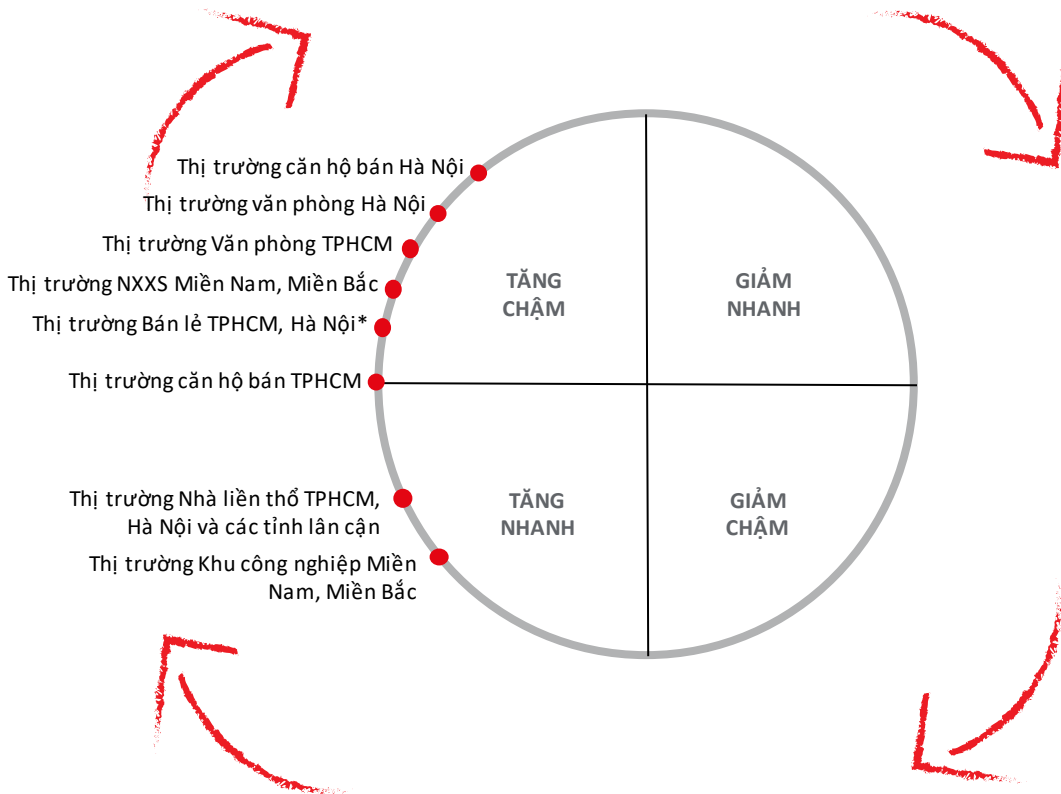 Thị trường căn hộ bán Hà Nội
Thị trường văn phòng Hà Nội
Thị trường Văn phòng TPHCM
Thị trường NXXS Miền Nam, Miền Bắc
Thị trường Bán lẻ TPHCM, Hà Nội*
Thị trường căn hộ bán TPHCM
Thị trường Nhà liền thổ TPHCM,
Hà Nội và các tỉnh lân cận
Thị trường Khu công nghiệp Miền
Nam, Miền Bắc
TĂNG
CHẬM
GIẢM
NHANH
TĂNG
NHANH
GIẢM
CHẬM